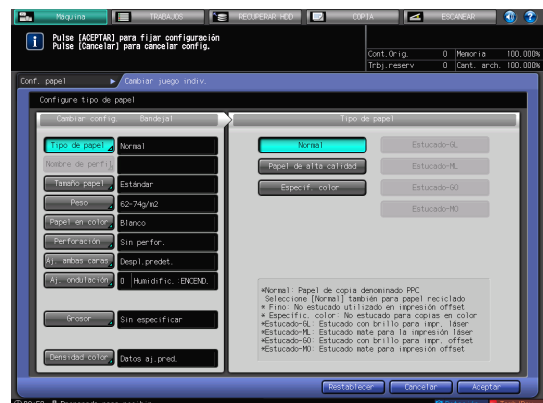 Máquina TRABAJOS RECUPERAR HDD COPIA ESCANEAR
Pulse [ACEPTAR] para fijar configuración
Pulse [Cancelar] para cancelar config.
Cont.Orig. 0 Memoria 100.000%
Trbj.reserv 0 Cant. arch. 100.000%
Conf. papel Cambiar juego indiv.
Configure tipo de papel
Cambiar config. Bandeja1 Tipo de papel
Tipo de papel Normal Normal Estucado-GL
Nombre de perfil Papel de alta calidad Estucado-ML
Tamaño papel Estándar Especif. color Estucado-GO
Peso 62-74g/m2 Estucado-MO
Papel en color Blanco
Perforación Sin perfor.
Aj. ambas caras Despl.predet.
Aj. ondulación 0 Humidific. :ENCEND.
*Normal: Papel de copia denominado PPC
Seleccione [Normal] también para papel reciclado
* Fino: No estucado utilizado en impresión offset
* Especific. color: No estucado para copias en color
*Estucado-GL: Estucado con brillo para impr. láser
*Estucado-ML: Estucado mate para la impresión láser
*Estucado-GO: Estucado con brillo para impr. offset
*Estucado-MO: Estucado mate para impresión offset
Grosor Sin especificar
Densidad color Datos aj.pred.
Restablecer Cancelar Aceptar